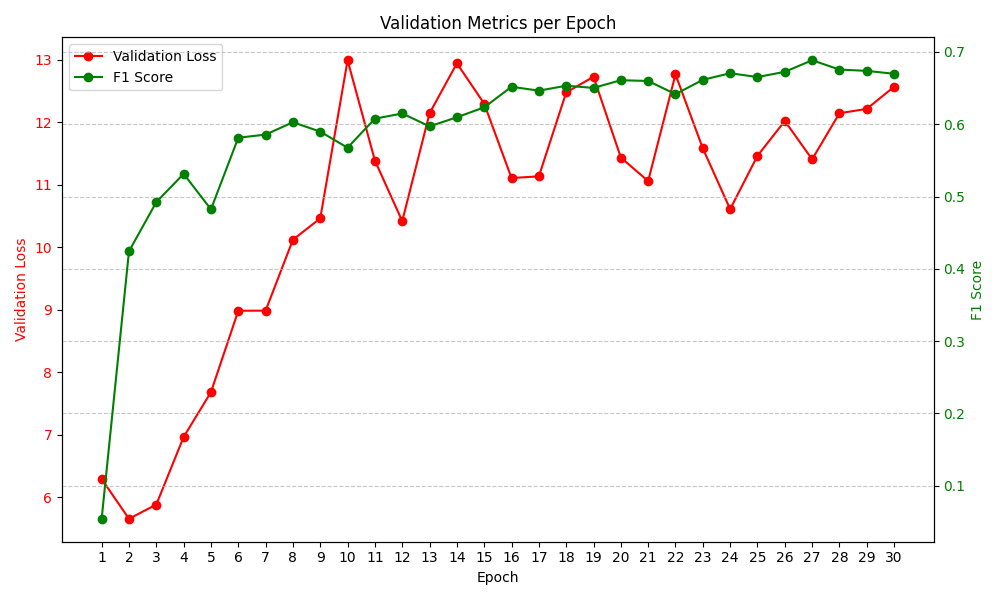 Validation Metrics per Epoch
Validation Loss
F1 Score
13
12
11
10
9
8
7
6
Validation Loss
0.7
0.6
0.5
0.4
0.3
0.2
0.1
F1 Score
1 2 3 4 5 6 7 8 9 10 11 12 13 14 15 16 17 18 19 20 21 22 23 24 25 26 27 28 29 30
Epoch